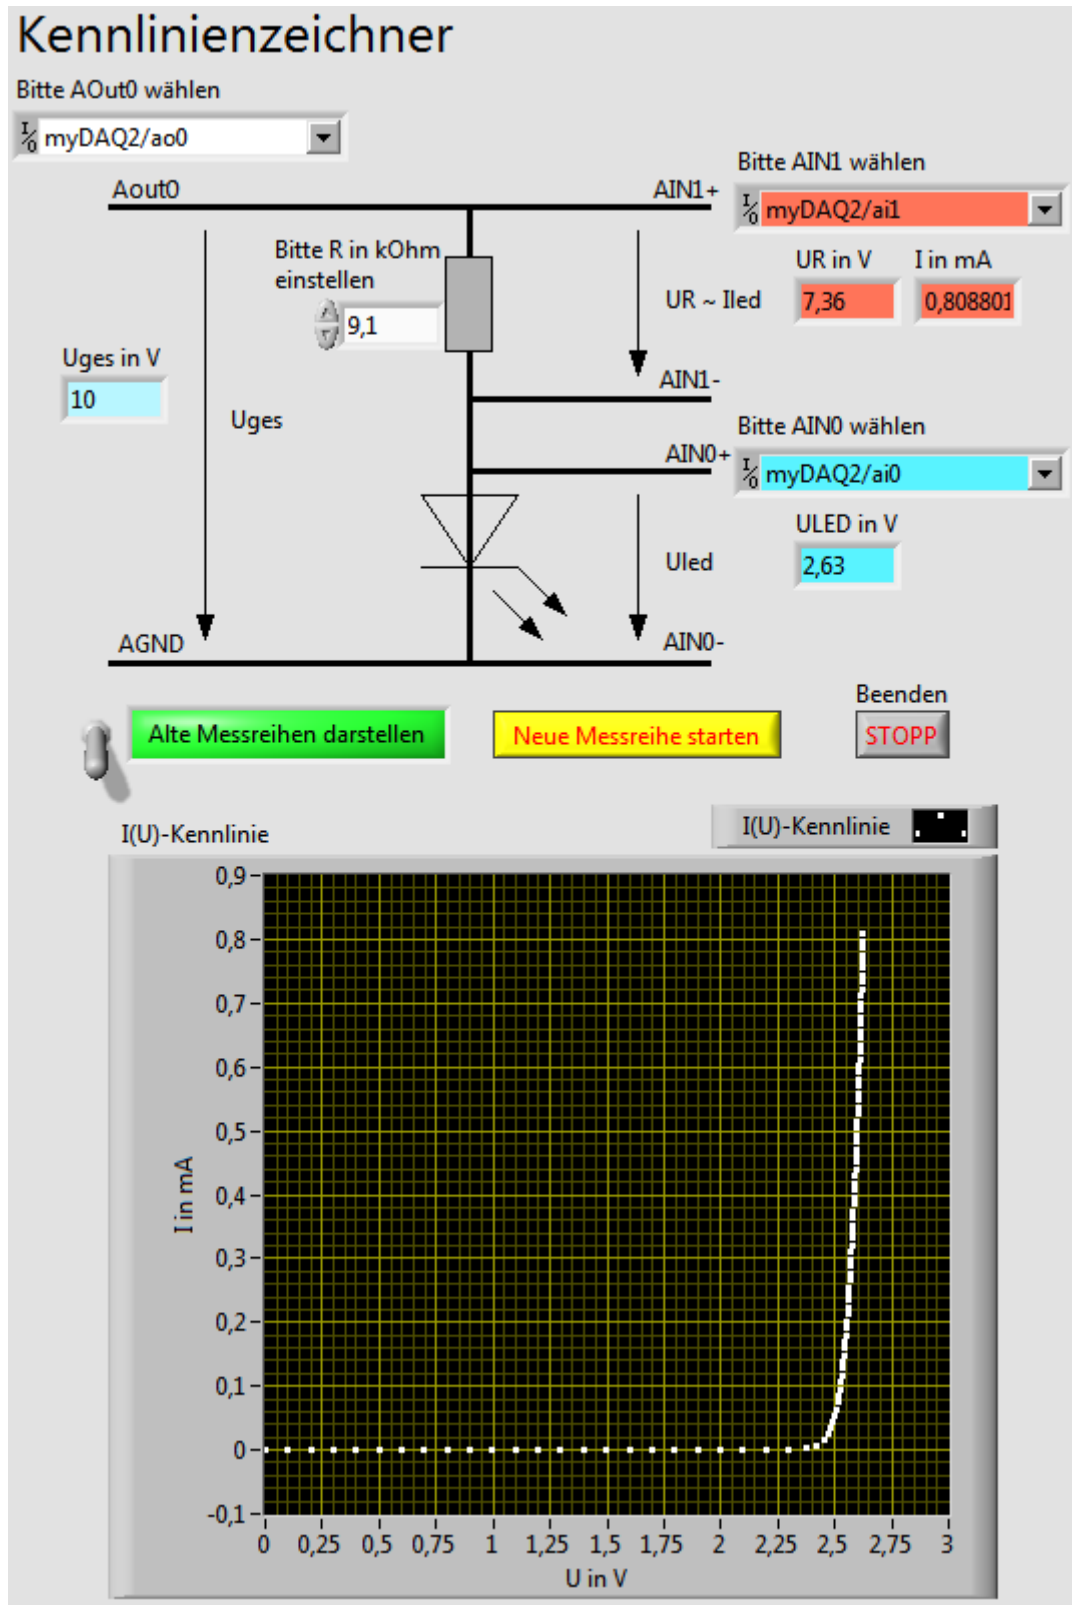 Kennlinienzeichner
Bitte AOut0 wählen
I/0 myDAQ2/ao0
Bitte AIN1 wählen
I/0 myDAQ2/ai1
Aout0
AIN1+
Bitte R in kOhm
einstellen
9,1
UR in V
I in mA
UR ~ Iled
7,36
0,808801
Uges in V
10
Uges
AIN1-
Bitte AIN0 wählen
AIN0+
I/0 myDAQ2/ai0
ULED in V
Uled
2,63
AGND
AIN0-
Beenden
Alte Messreihen darstellen
Neue Messreihe starten
STOPP
I(U)-Kennlinie
I(U)-Kennlinie
0,9
0,8
0,7
0,6
0,5
0,4
0,3
0,2
0,1
0
-0,1
I in mA
0 0,25 0,5 0,75 1 1,25 1,5 1,75 2 2,25 2,5 2,75 3
U in V